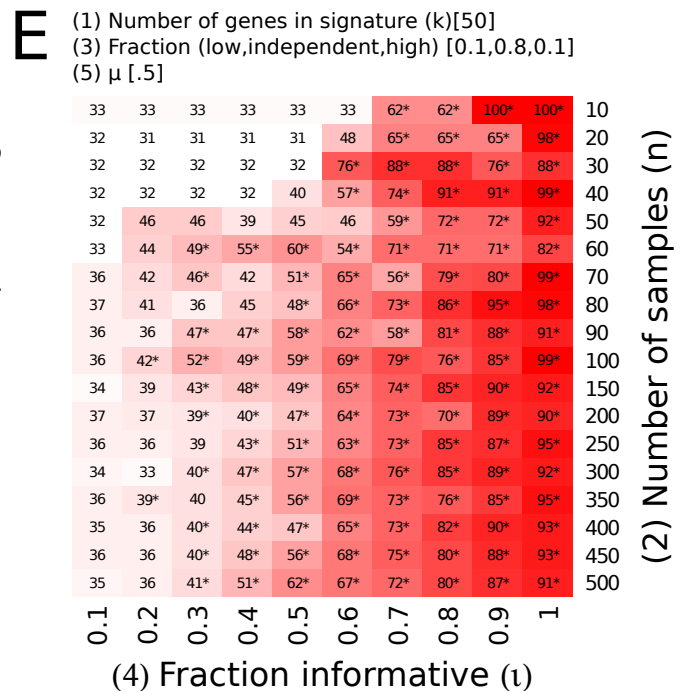 E
(1) Number of genes in signature (k)[50]
(3) Fraction (low,independent,high) [0.1,0.8,0.1]
(5) μ [.5]
33 33 33 33 33 33 62* 62* 100* 100* 10
32 31 31 31 31 48 65* 65* 65* 98* 20
32 32 32 32 32 76* 88* 88* 76* 88* 30
32 32 32 32 40 57* 74* 91* 91* 99* 40
32 46 46 39 45 46 59* 72* 72* 92* 50
33 44 49* 55* 60* 54* 71* 71* 71* 82* 60
36 42 46* 42 51* 65* 56* 79* 80* 99* 70
37 41 36 45 48* 66* 73* 86* 95* 98* 80
36 36 47* 47* 58* 62* 58* 81* 88* 91* 90
36 42* 52* 49* 59* 69* 79* 76* 85* 99* 100
34 39 43* 48* 49* 65* 74* 85* 90* 92* 150
37 37 39* 40* 47* 64* 73* 70* 89* 90* 200
36 36 39 43* 51* 63* 73* 85* 87* 95* 250
34 33 40* 47* 57* 68* 76* 85* 89* 92* 300
36 39* 40 45* 56* 69* 73* 76* 85* 95* 350
35 36 40* 44* 47* 65* 73* 82* 90* 93* 400
36 36 40* 48* 56* 68* 75* 80* 88* 93* 450
35 36 41* 51* 62* 67* 72* 80* 87* 91* 500
(2) Number of samples (n)
0.1 0.2 0.3 0.4 0.5 0.6 0.7 0.8 0.9 1
(4) Fraction informative (ι)